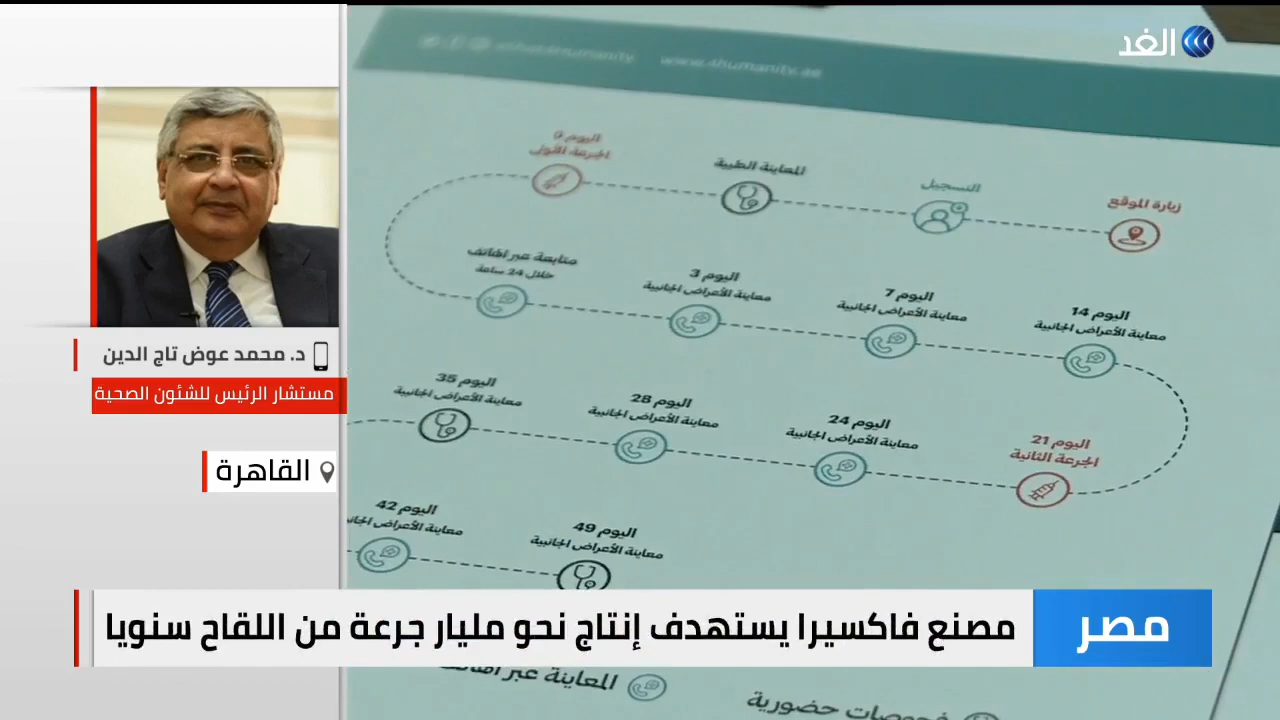 الغد
www.4humanity.ae
زيارة الموقع
التسجيل
المعاينة الطبية
اليوم 0
الجرعة الأولى
متابعة عبر الهاتف
خلال 24 ساعة
اليوم 3
معاينة الأعراض الجانبية
اليوم 7
معاينة الأعراض الجانبية
اليوم 14
معاينة الأعراض الجانبية
اليوم 21
الجرعة الثانية
اليوم 24
معاينة الأعراض الجانبية
اليوم 28
معاينة الأعراض الجانبية
اليوم 35
معاينة الأعراض الجانبية
اليوم 42
معاينة الأعراض الجانبية
اليوم 49
معاينة الأعراض الجانبية
د. محمد عوض تاج الدين
مستشار الرئيس للشئون الصحية
القاهرة
مصر
مصنع فاكسيرا يستهدف إنتاج نحو مليار جرعة من اللقاح سنويا
المعاينة عبر
حضورية